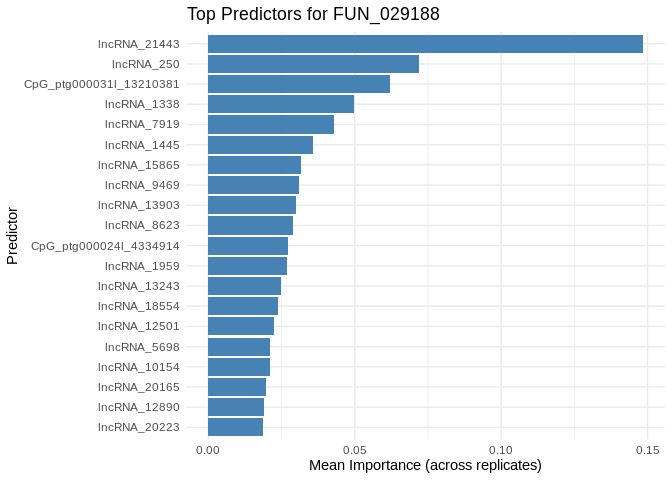 Top Predictors for FUN_029188
Predictor
lncRNA_21443
lncRNA_250
CpG_ptg000031l_13210381
lncRNA_1338
lncRNA_7919
lncRNA_1445
lncRNA_15865
lncRNA_9469
lncRNA_13903
lncRNA_8623
CpG_ptg000024l_4334914
lncRNA_1959
lncRNA_13243
lncRNA_18554
lncRNA_12501
lncRNA_5698
lncRNA_10154
lncRNA_20165
lncRNA_12890
lncRNA_20223
0.00 0.05 0.10 0.15
Mean Importance (across replicates)